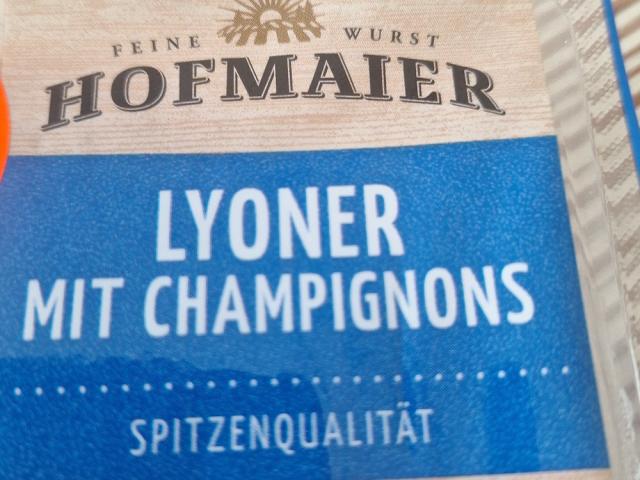 FEINE WURST
HOFMAIER
LYONER
MIT CHAMPIGNONS
SPITZENQUALITÄT